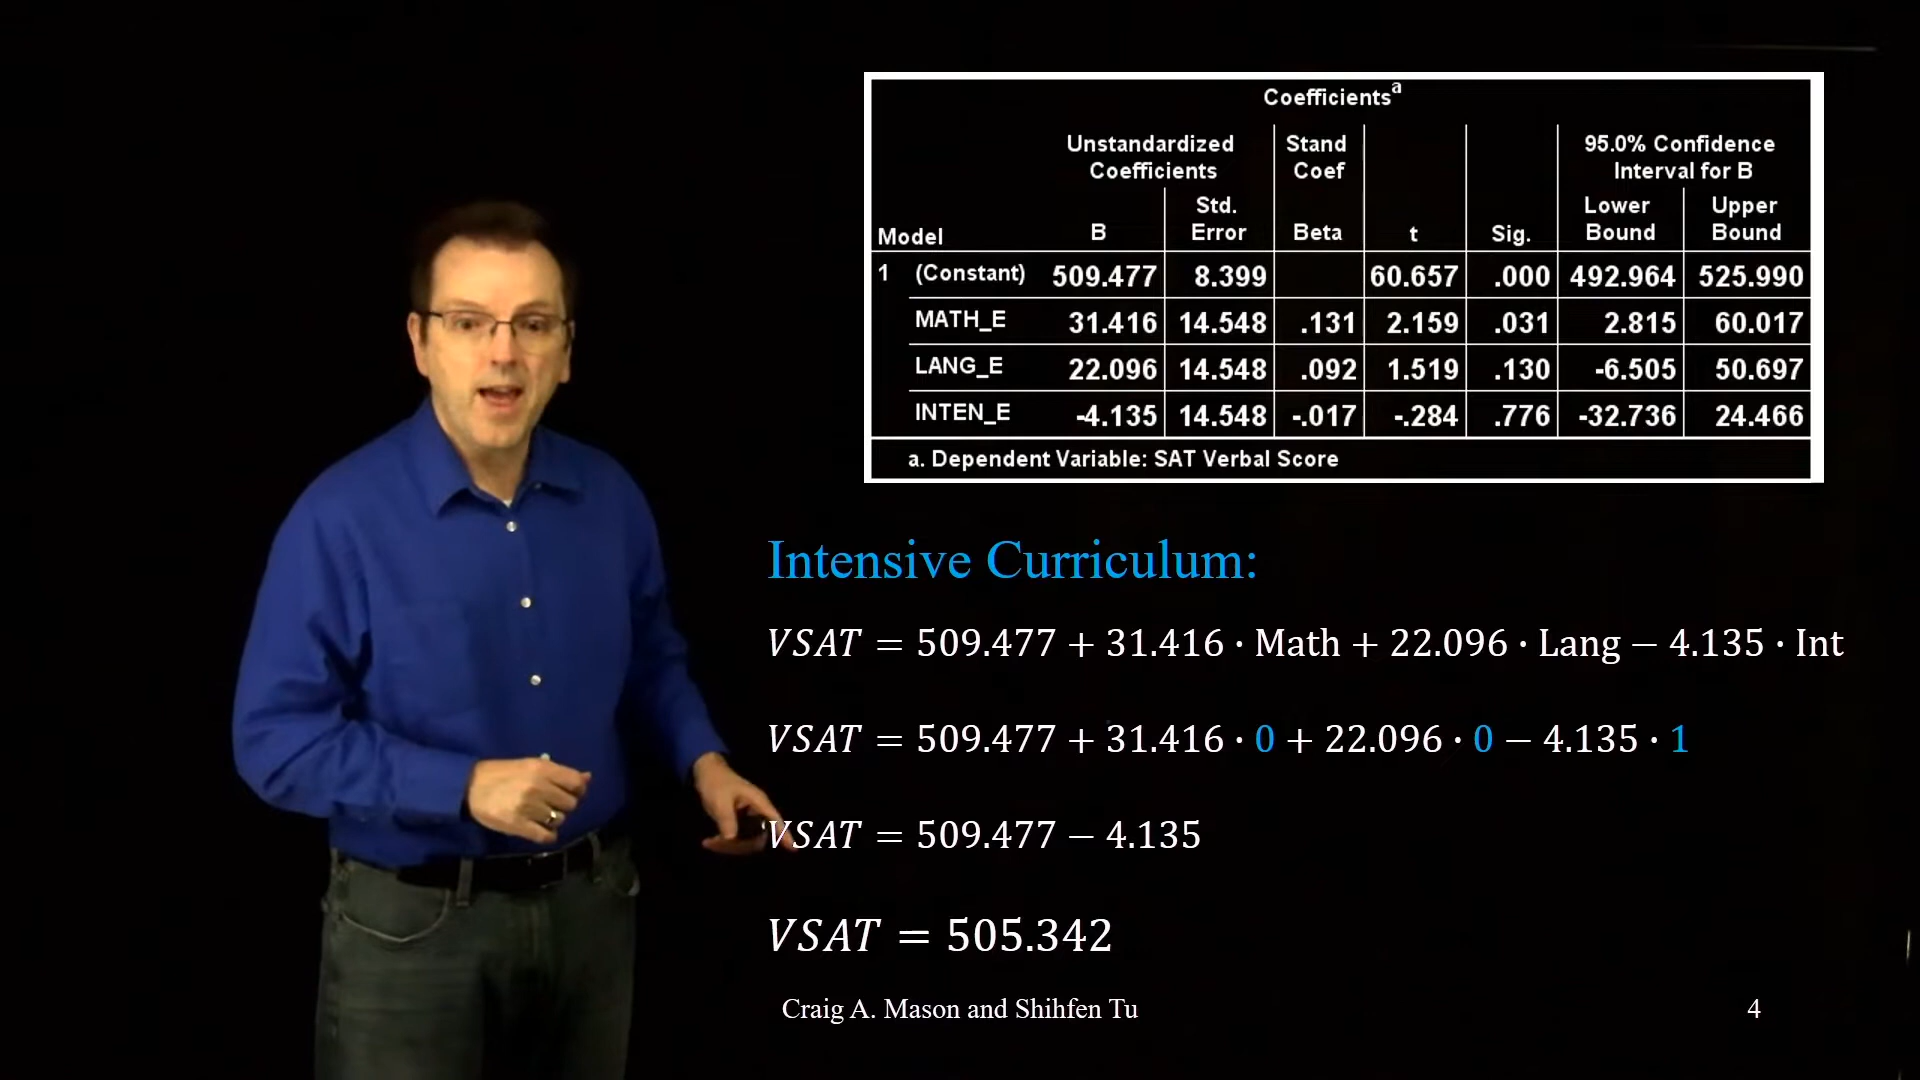 Coefficients^a
Unstandardized Coefficients Stand Coef 95.0% Confidence Interval for B
Model B Std. Error Beta t Sig. Lower Bound Upper Bound
1 (Constant) 509.477 8.399 60.657 .000 492.964 525.990
MATH_E 31.416 14.548 .131 2.159 .031 2.815 60.017
LANG_E 22.096 14.548 .092 1.519 .130 -6.505 50.697
INTEN_E -4.135 14.548 -.017 -.284 .776 -32.736 24.466
a. Dependent Variable: SAT Verbal Score
Intensive Curriculum:
VSAT = 509.477 + 31.416 · Math + 22.096 · Lang − 4.135 · Int
VSAT = 509.477 + 31.416 · 0 + 22.096 · 0 − 4.135 · 1
VSAT = 509.477 − 4.135
VSAT = 505.342
Craig A. Mason and Shihfen Tu
4